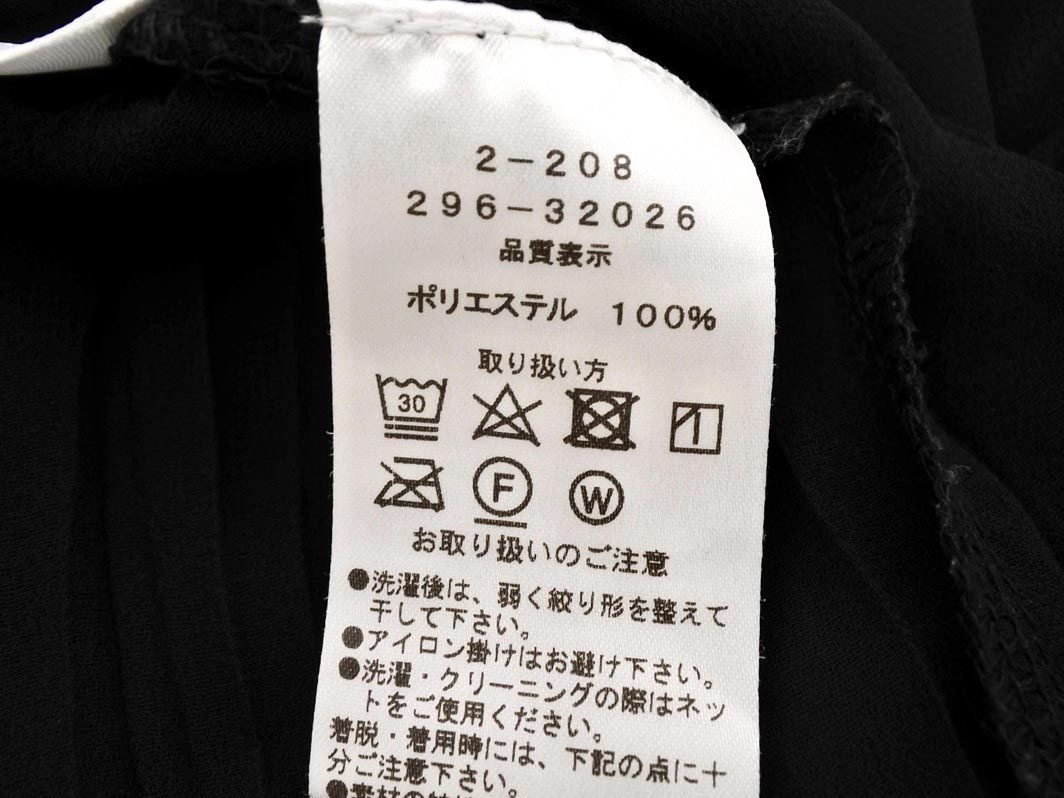 2-208
296-32026
品質表示
ポリエステル 100%
取り扱い方
30
F W
お取り扱いのご注意
●洗濯後は、弱く絞り形を整えて
干して下さい。
●アイロン掛けはお避け下さい。
●洗濯・クリーニングの際はネッ
トをご使用ください。
着脱・着用時には、下記の点に十
分ご注意下さい。
●素材の